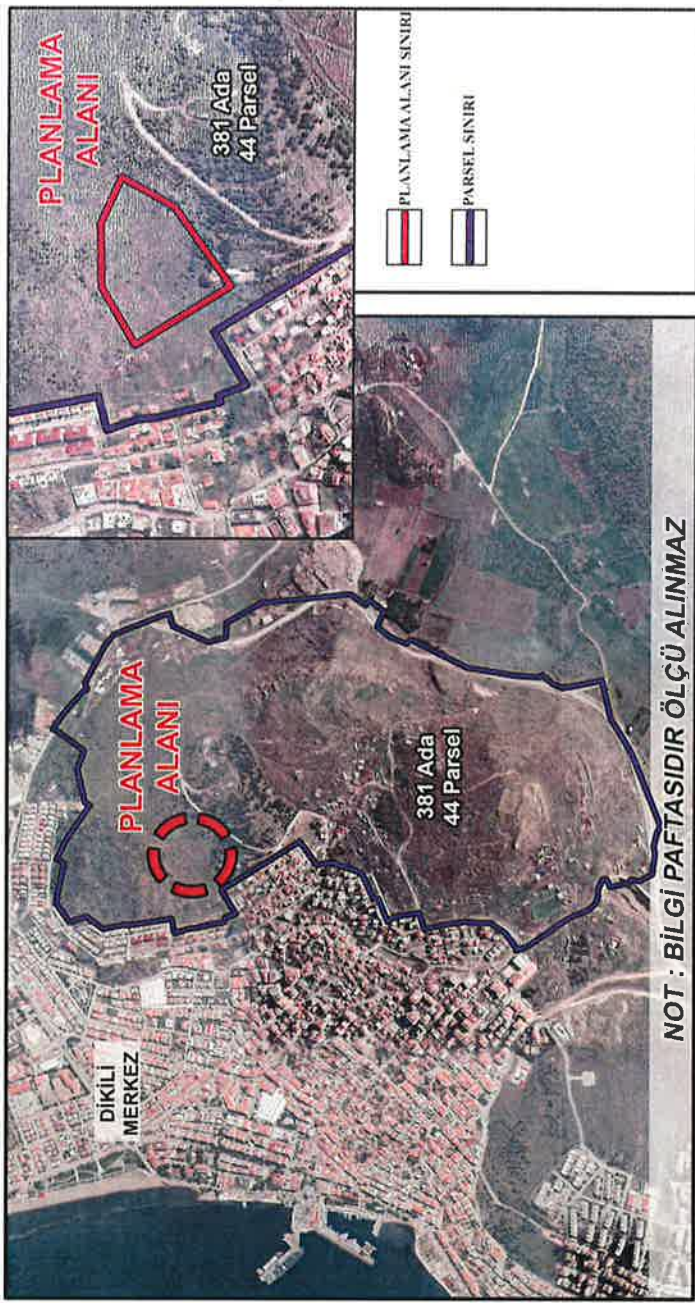 DİKİLİ
MERKEZ
PLANLAMA
ALANI
381 Ada
44 Parsel
PLANLAMA
ALANI
381 Ada
44 Parsel
PLANLAMA ALANI SINIRI
PARSEL SINIRI
NOT : BİLGİ PAFTASIDIR ÖLÇÜ ALINMAZ